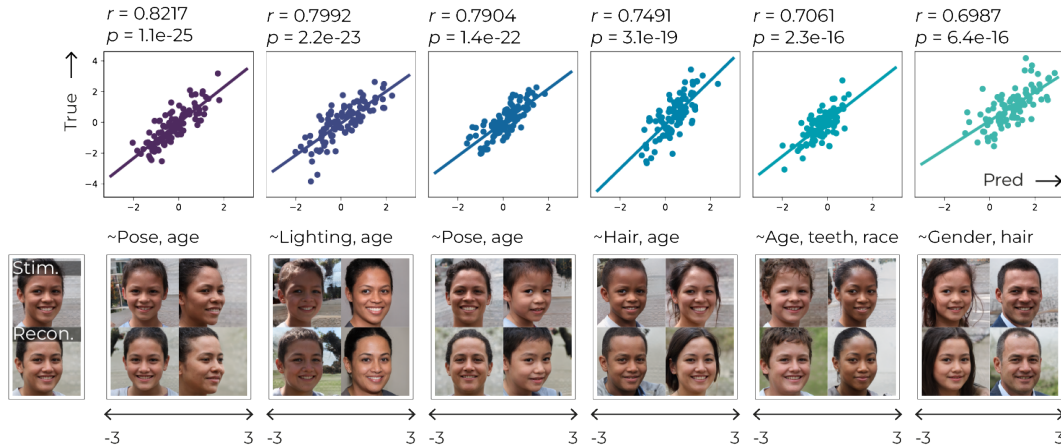 r = 0.8217
p = 1.1e-25
r = 0.7992
p = 2.2e-23
r = 0.7904
p = 1.4e-22
r = 0.7491
p = 3.1e-19
r = 0.7061
p = 2.3e-16
r = 0.6987
p = 6.4e-16
True
4
2
0
−2
−4
−2 0 2
−2 0 2
−2 0 2
−2 0 2
−2 0 2
−2 0 2
Pred
~Pose, age
~Lighting, age
~Pose, age
~Hair, age
~Age, teeth, race
~Gender, hair
Stim.
Recon.
-3 3
-3 3
-3 3
-3 3
-3 3
-3 3